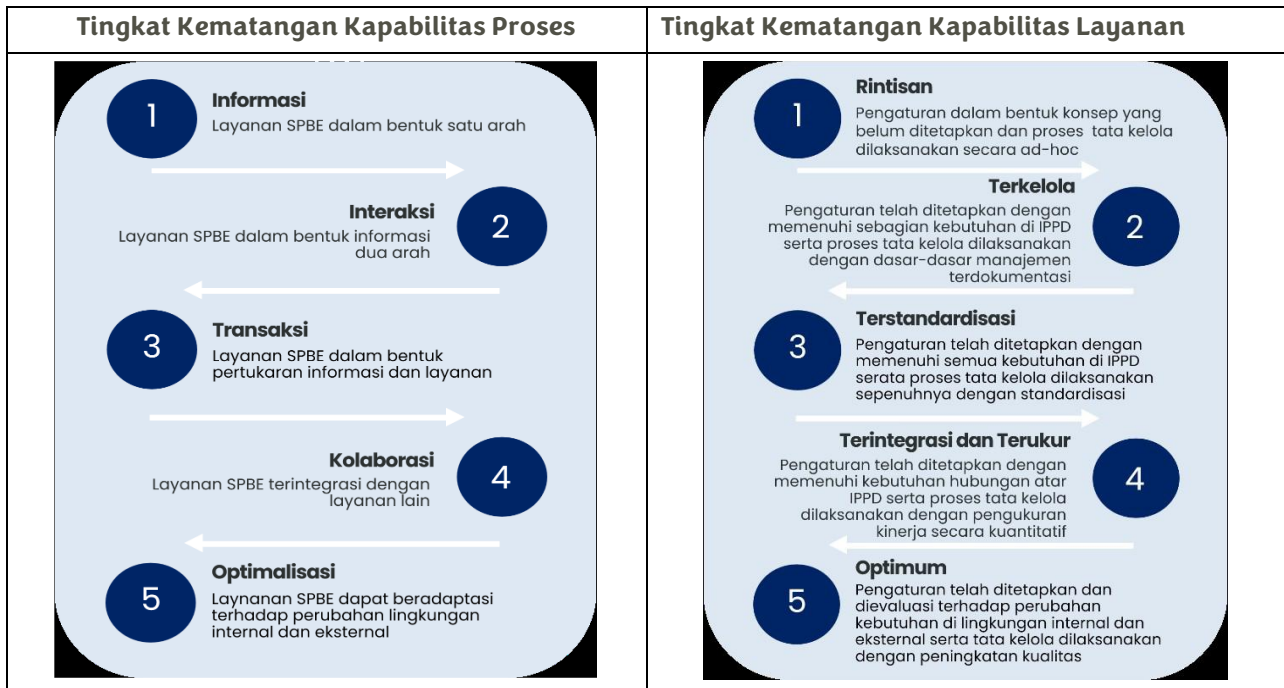 Tingkat Kematangan Kapabilitas Proses
1
Informasi
Layanan SPBE dalam bentuk satu arah
Interaksi
Layanan SPBE dalam bentuk informasi
dua arah
2
3
Transaksi
Layanan SPBE dalam bentuk
pertukaran informasi dan layanan
Kolaborasi
Layanan SPBE terintegrasi dengan
layanan lain
4
5
Optimalisasi
Laynanan SPBE dapat beradaptasi
terhadap perubahan lingkungan
internal dan eksternal
Tingkat Kematangan Kapabilitas Layanan
1
Rintisan
Pengaturan dalam bentuk konsep yang
belum ditetapkan dan proses tata kelola
dilaksanakan secara ad-hoc
Terkelola
Pengaturan telah ditetapkan dengan
memenuhi sebagian kebutuhan di IPPD
serta proses tata kelola dilaksanakan
dengan dasar-dasar manajemen
terdokumentasi
2
3
Terstandardisasi
Pengaturan telah ditetapkan dengan
memenuhi semua kebutuhan di IPPD
serata proses tata kelola dilaksanakan
sepenuhnya dengan standardisasi
Terintegrasi dan Terukur
Pengaturan telah ditetapkan dengan
memenuhi kebutuhan hubungan atar
IPPD serta proses tata kelola
dilaksanakan dengan pengukuran
kinerja secara kuantitatif
4
5
Optimum
Pengaturan telah ditetapkan dan
dievaluasi terhadap perubahan
kebutuhan di lingkungan internal dan
eksternal serta tata kelola dilaksanakan
dengan peningkatan kualitas